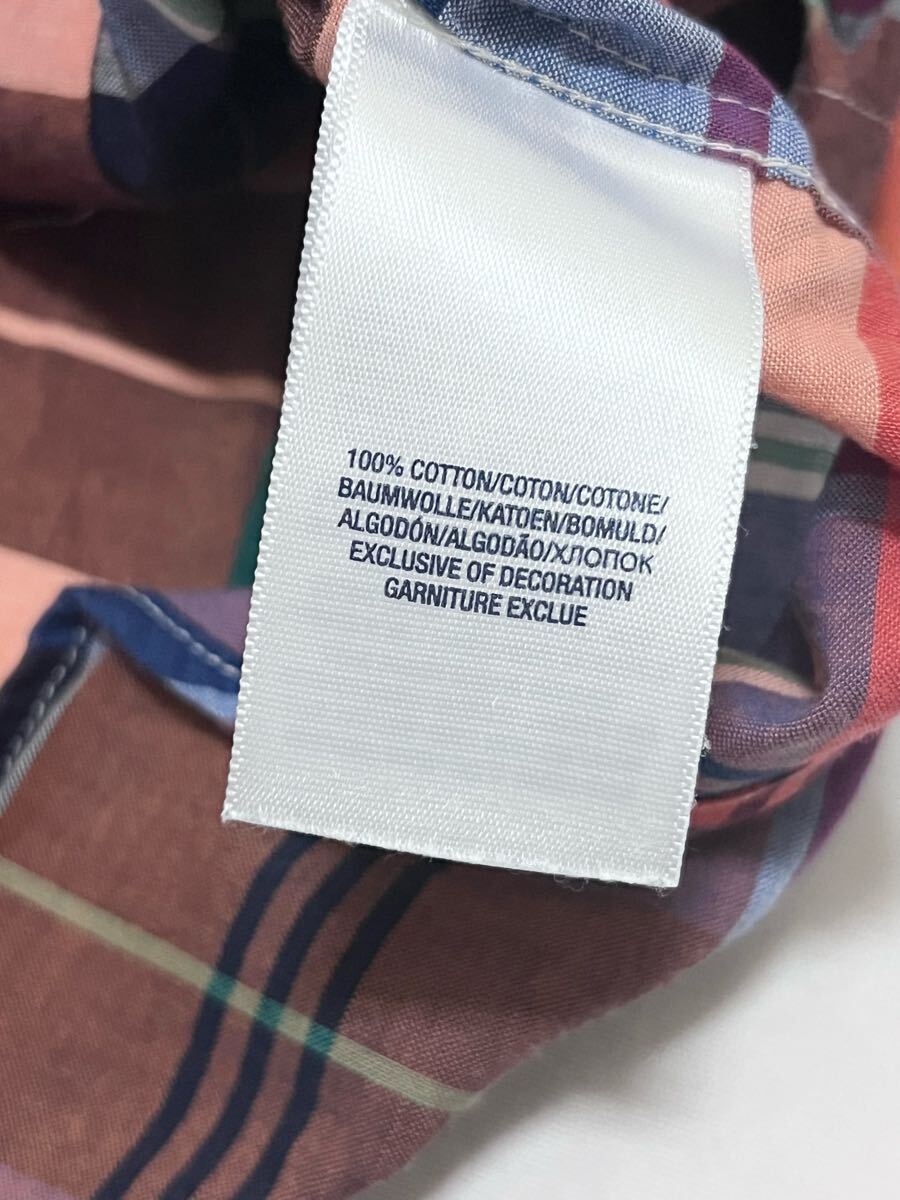 100% COTTON/COTON/COTONE/
BAUMWOLLE/KATOEN/BOMULD/
ALGODÓN/ALGODÃO/ХЛОПОК
EXCLUSIVE OF DECORATION
GARNITURE EXCLUE